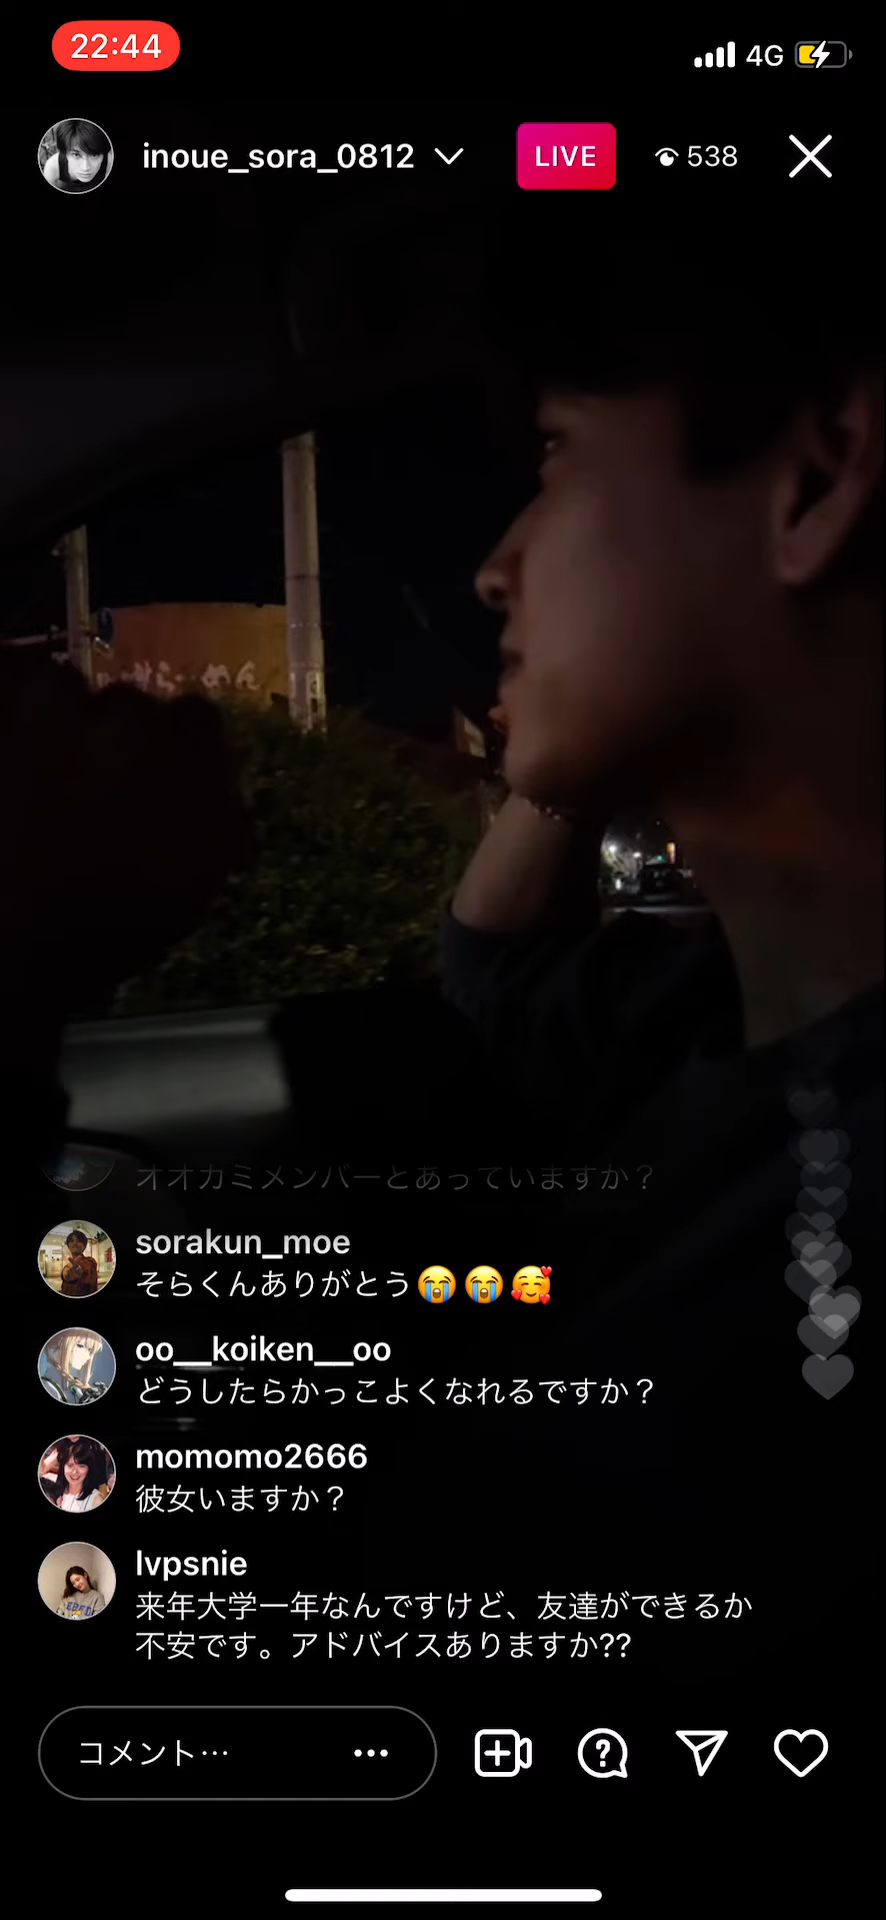 22:44
4G
inoue_sora_0812
LIVE
538
らーめん
オオカミメンバーとあっていますか？
sorakun_moe
そらくんありがとう😭😭🥰
oo__koiken__oo
どうしたらかっこよくなれるですか？
momomo2666
彼女いますか？
lvpsnie
来年大学一年なんですけど、友達ができるか
不安です。アドバイスありますか??
コメント…